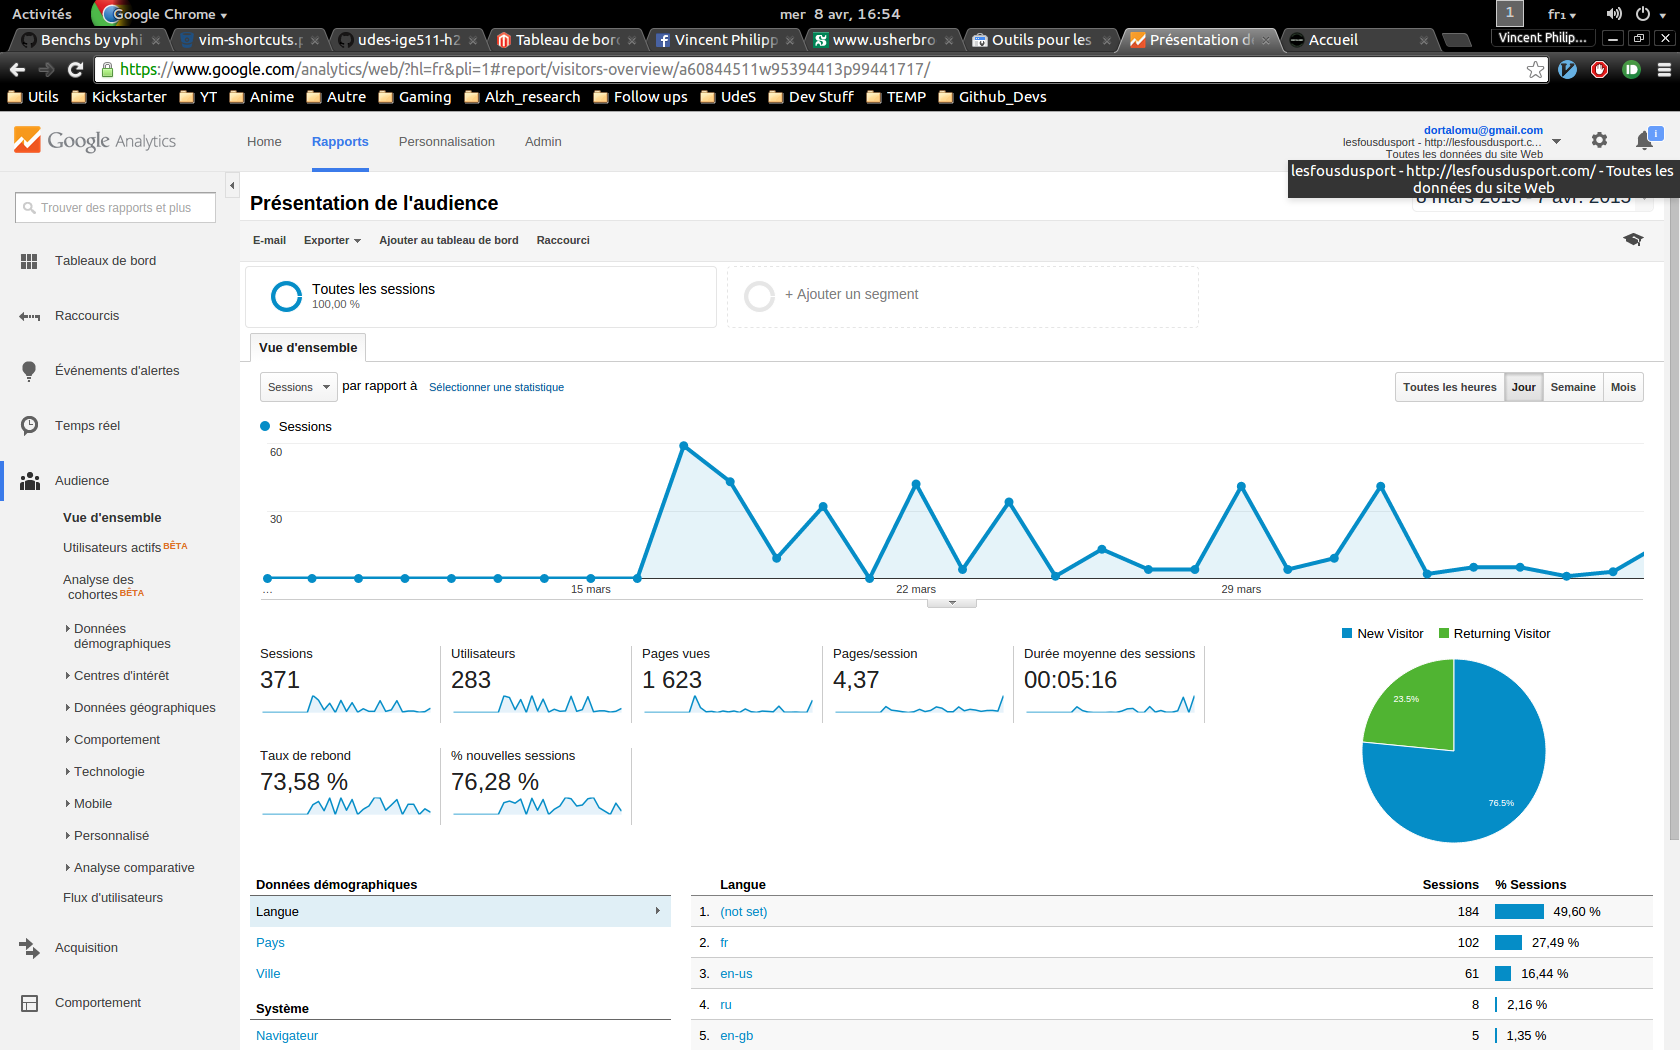 Activités
Google Chrome
mer 8 avr, 16:54
1
fr₁
Benchs by vphi
vim-shortcuts.p
udes-ige511-h2
Tableau de bord
Vincent Philipp
www.usherbro
Outils pour les
Présentation de
Accueil
Vincent Philip...
https://www.google.com/analytics/web/?hl=fr&pli=1#report/visitors-overview/a60844511w95394413p99441717/
Utils
Kickstarter
YT
Anime
Autre
Gaming
Alzh_research
Follow ups
UdeS
Dev Stuff
TEMP
Github_Devs
Google Analytics
Home
Rapports
Personnalisation
Admin
dortalomu@gmail.com
lesfousdusport - http://lesfousdusport.c...
Toutes les données du site Web
lesfousdusport - http://lesfousdusport.com/ - Toutes les
données du site Web
Trouver des rapports et plus
Présentation de l'audience
8 mars 2015 - 7 avr. 2015
E-mail
Exporter
Ajouter au tableau de bord
Raccourci
Tableaux de bord
Raccourcis
Événements d'alertes
Temps réel
Audience
Vue d'ensemble
Utilisateurs actifs BÊTA
Analyse des
cohortes BÊTA
Données
démographiques
Centres d'intérêt
Données géographiques
Comportement
Technologie
Mobile
Personnalisé
Analyse comparative
Flux d'utilisateurs
Acquisition
Comportement
Toutes les sessions
100,00 %
+ Ajouter un segment
Vue d'ensemble
Sessions
par rapport à
Sélectionner une statistique
Toutes les heures
Jour
Semaine
Mois
Sessions
60
30
...
15 mars
22 mars
29 mars
New Visitor
Returning Visitor
23.5%
76.5%
Sessions
371
Utilisateurs
283
Pages vues
1 623
Pages/session
4,37
Durée moyenne des sessions
00:05:16
Taux de rebond
73,58 %
% nouvelles sessions
76,28 %
Données démographiques
Langue
Pays
Ville
Système
Navigateur
Langue Sessions % Sessions
1. (not set) 184 49,60 %
2. fr 102 27,49 %
3. en-us 61 16,44 %
4. ru 8 2,16 %
5. en-gb 5 1,35 %